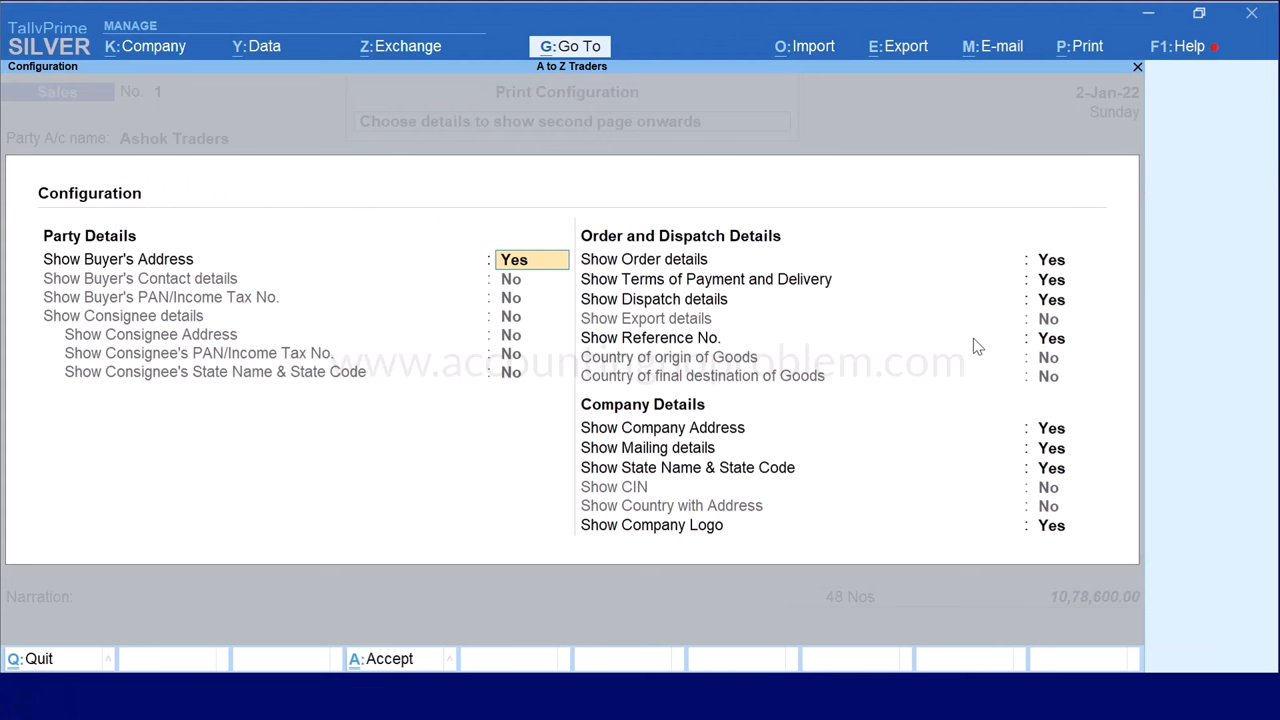 TallyPrime
MANAGE
SILVER
K:Company
Y:Data
Z:Exchange
G:Go To
O:Import
E:Export
M:E-mail
P:Print
F1:Help
Configuration
A to Z Traders
Sales
No. 1
Print Configuration
2-Jan-22
Sunday
Choose details to show second page onwards
Party A/c name: Ashok Traders
Configuration
Party Details
Show Buyer's Address : Yes
Show Buyer's Contact details : No
Show Buyer's PAN/Income Tax No. : No
Show Consignee details : No
Show Consignee Address : No
Show Consignee's PAN/Income Tax No. : No
Show Consignee's State Name & State Code : No
Order and Dispatch Details
Show Order details : Yes
Show Terms of Payment and Delivery : Yes
Show Dispatch details : Yes
Show Export details : No
Show Reference No. : Yes
Country of origin of Goods : No
Country of final destination of Goods : No
Company Details
Show Company Address : Yes
Show Mailing details : Yes
Show State Name & State Code : Yes
Show CIN : No
Show Country with Address : No
Show Company Logo : Yes
www.accountingnoproblem.com
Narration:
48 Nos
10,78,600.00
Q:Quit
A:Accept